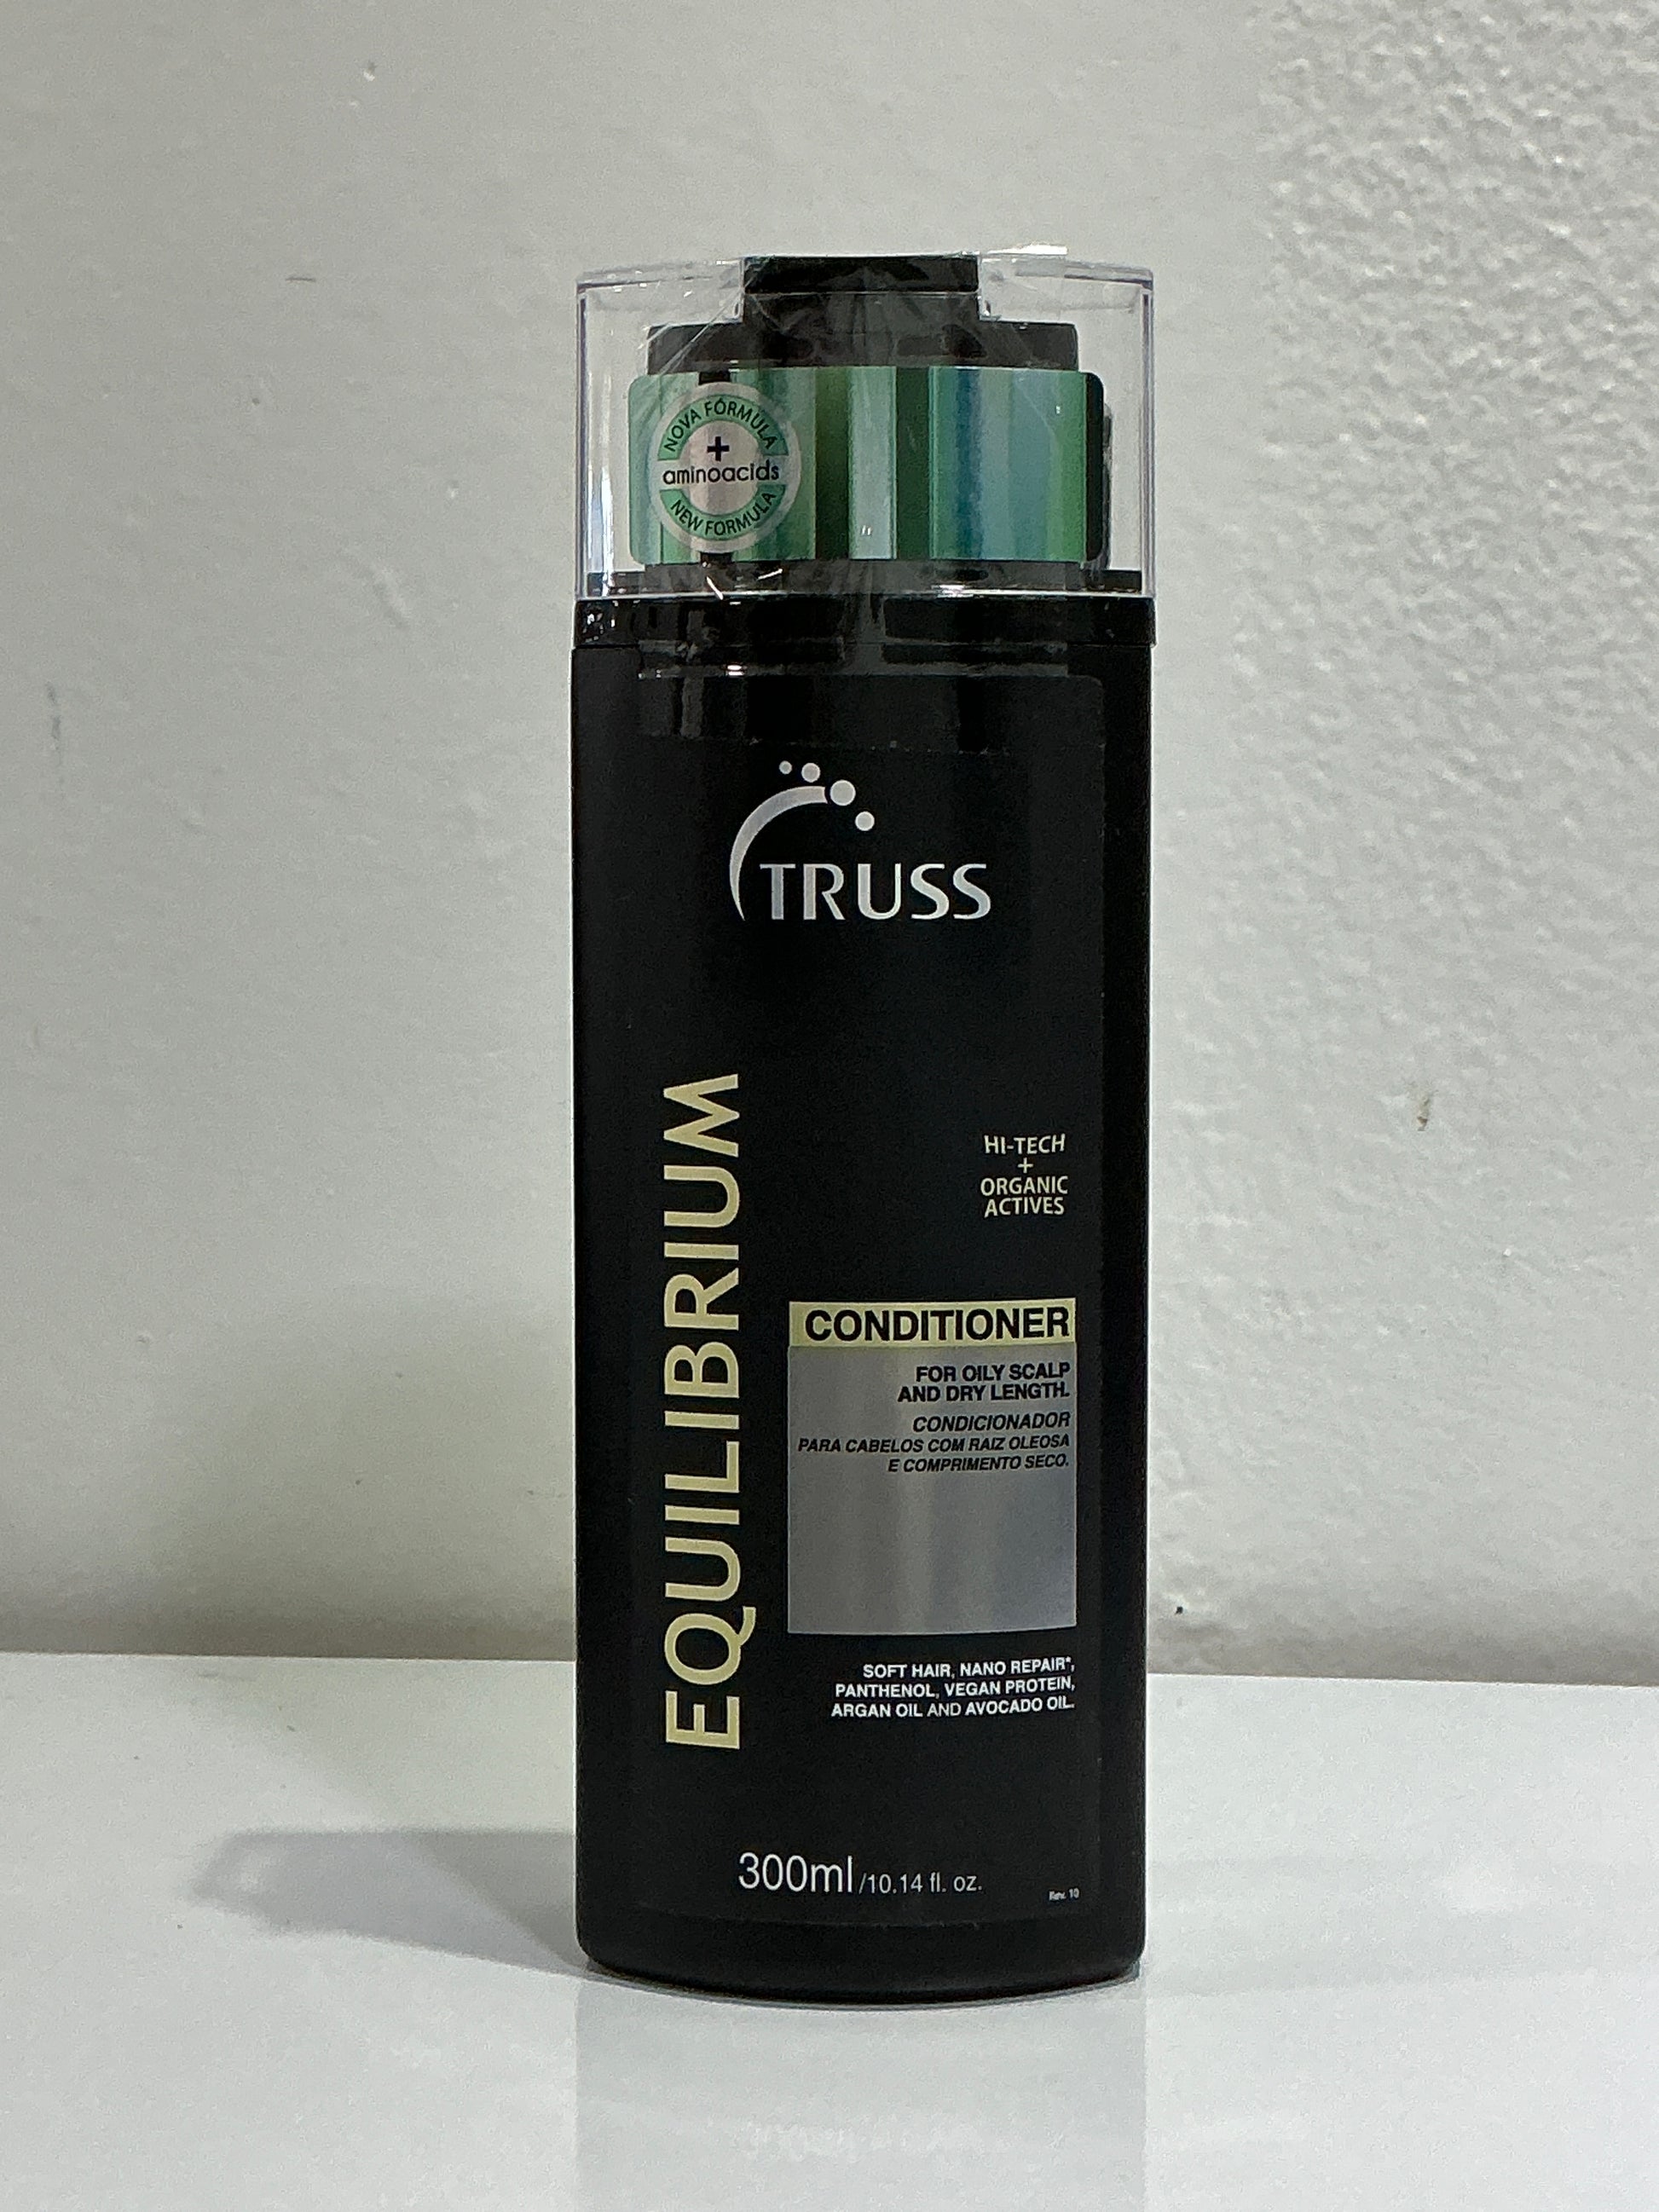 NOVA FÓRMULA
+
aminoacids
NEW FORMULA
TRUSS
EQUILIBRIUM
HI-TECH
+
ORGANIC
ACTIVES
CONDITIONER
FOR OILY SCALP
AND DRY LENGTH.
CONDICIONADOR
PARA CABELOS COM RAIZ OLEOSA
E COMPRIMENTO SECO.
SOFT HAIR, NANO REPAIR*,
PANTHENOL, VEGAN PROTEIN,
ARGAN OIL AND AVOCADO OIL.
300ml/10.14 fl. oz.
Rev. 10